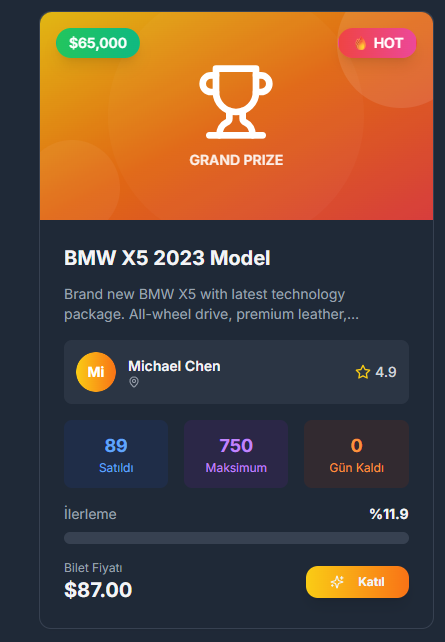 $65,000
🔥 HOT
GRAND PRIZE
BMW X5 2023 Model
Brand new BMW X5 with latest technology
package. All-wheel drive, premium leather,...
Mi
Michael Chen
4.9
89
Satıldı
750
Maksimum
0
Gün Kaldı
İlerleme
%11.9
Bilet Fiyatı
$87.00
Katıl